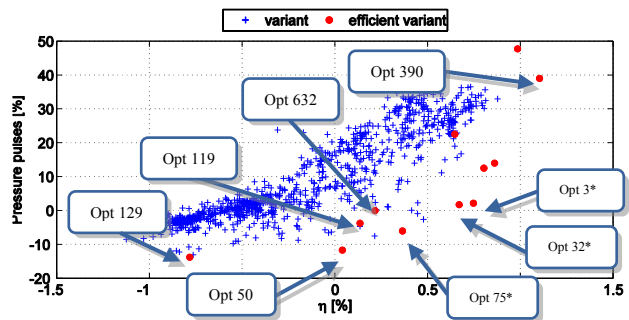 + variant ● efficient variant
Pressure pulses [%]
50
40
30
20
10
0
-10
-20
-1.5
-1
-0.5
0
0.5
1
1.5
η [%]
Opt 390
Opt 632
Opt 119
Opt 129
Opt 50
Opt 3*
Opt 32*
Opt 75*